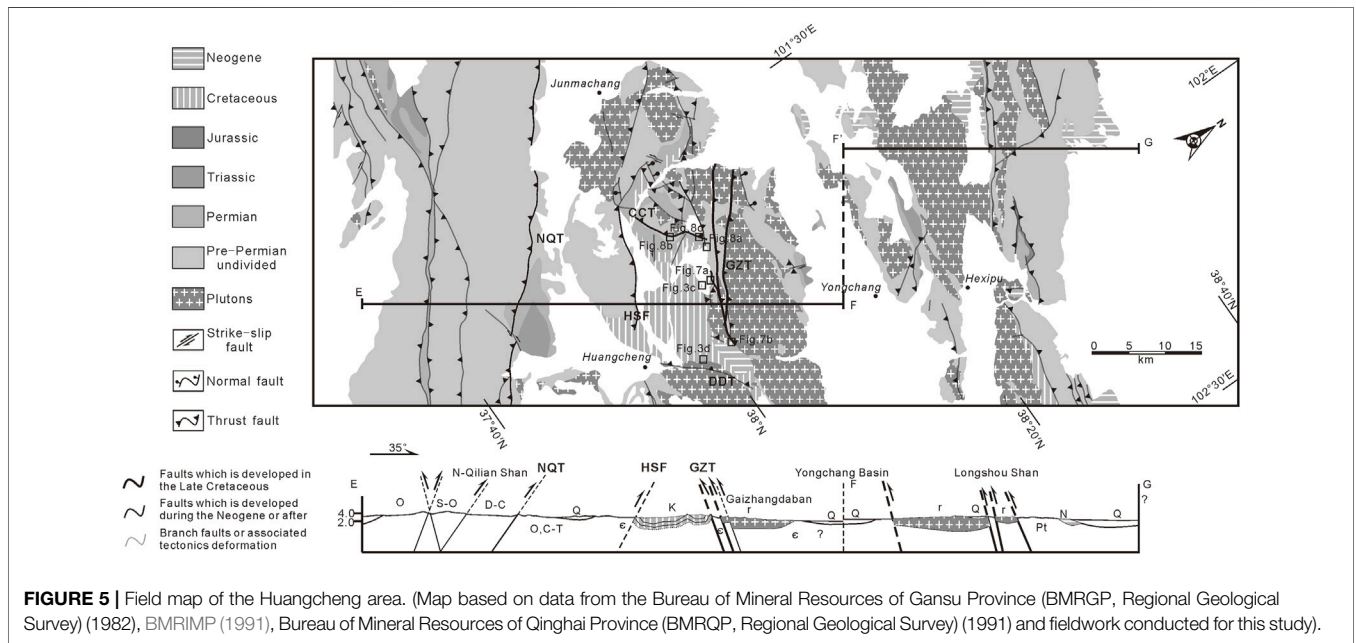 Neogene
Cretaceous
Jurassic
Triassic
Permian
Pre-Permian
undivided
Plutons
Strike-slip
fault
Normal fault
Thrust fault
101°30′E
102°E
N
Junmachang
F'
G
CCT
Fig.8c
Fig.8a
Fig.8b
NQT
GZT
Fig.7a
Fig.3c
Yongchang
Hexipu
38°40′N
E
F
HSF
Fig.7b
Fig.3d
Huangcheng
DDT
0 5 10 15
km
102°30′E
37°40′N
38°N
38°20′N
Faults which is developed in
the Late Cretaceous
Faults which is developed
during the Neogene or after
Branch faults or associated
tectonics deformation
35°
E
N-Qilian Shan
NQT
HSF
GZT
Gaizhangdaban
Yongchang Basin
F
Longshou Shan
G
?
O
S-O
D-C
Q
K
r
Q
Q
r
Q
r
N
Q
4.0
2.0
O,C-T
є
є
є
?
Pt
FIGURE 5 | Field map of the Huangcheng area. (Map based on data from the Bureau of Mineral Resources of Gansu Province (BMRGP, Regional Geological
Survey) (1982), BMRIMP (1991), Bureau of Mineral Resources of Qinghai Province (BMRQP, Regional Geological Survey) (1991) and fieldwork conducted for this study).